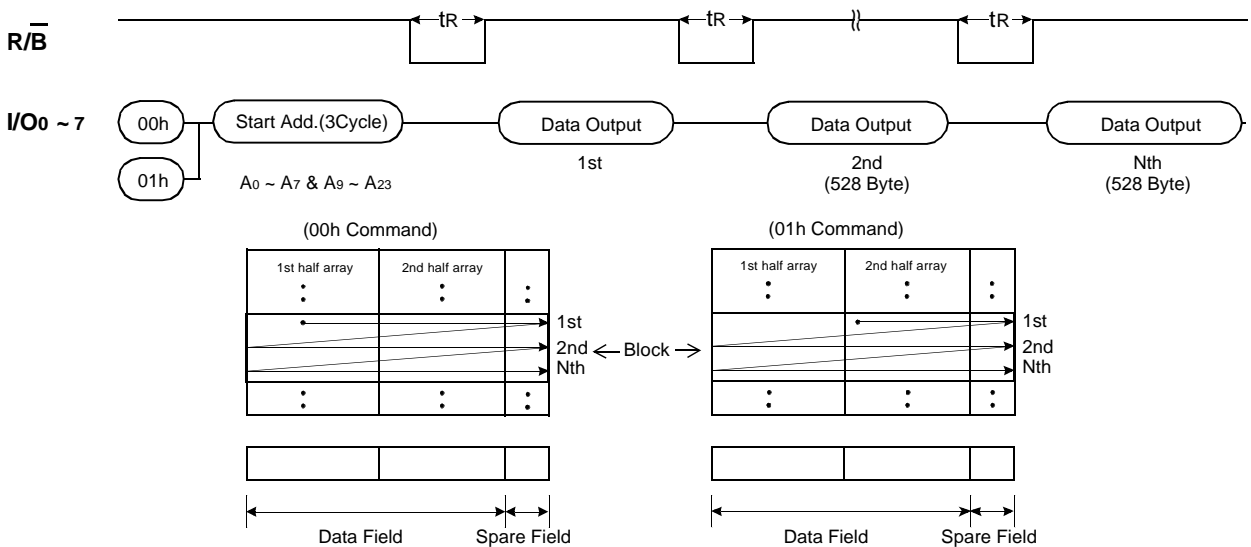 tR tR tR
R/B
I/O0 ~ 7 00h Start Add.(3Cycle) Data Output Data Output Data Output
01h A0 ~ A7 & A9 ~ A23 1st 2nd Nth
(528 Byte) (528 Byte)
(00h Command) (01h Command)
1st half array 2nd half array 1st half array 2nd half array
1st 1st
2nd Block 2nd
Nth Nth
Data Field Spare Field Data Field Spare Field